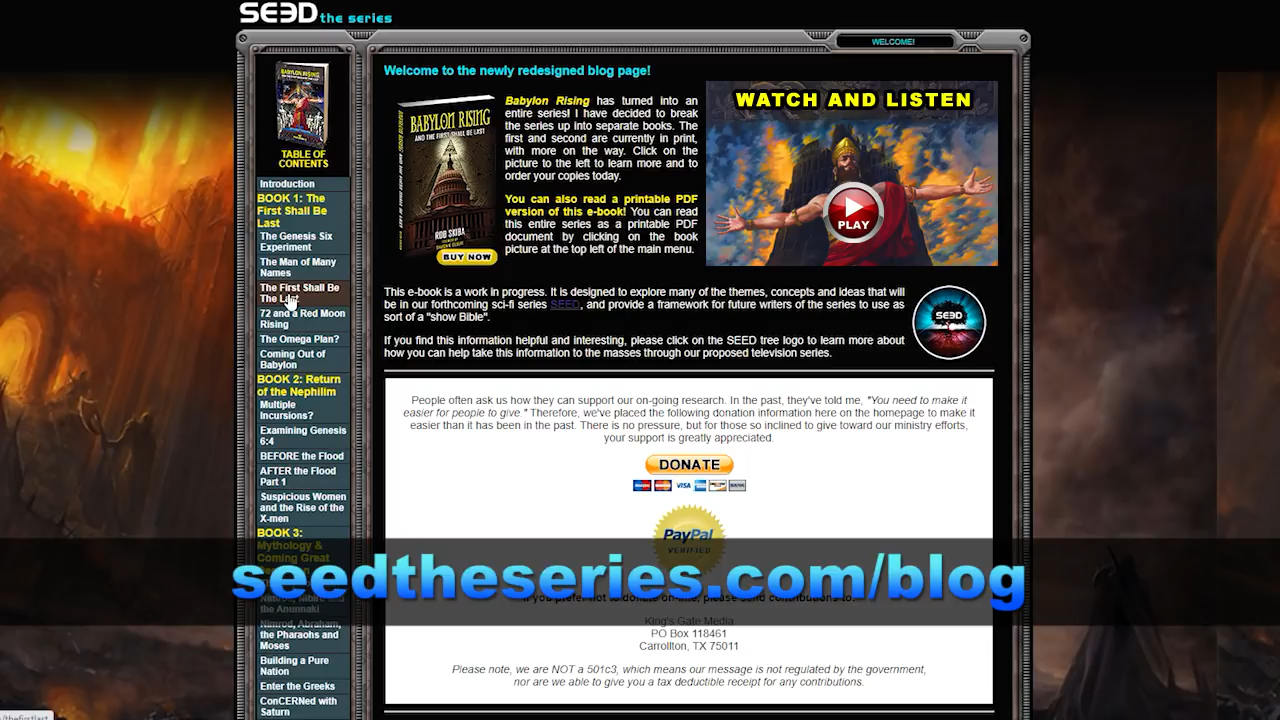 SEED the series
WELCOME!
BABYLON RISING
TABLE OF
CONTENTS
Introduction
BOOK 1: The
First Shall Be
Last
The Genesis Six
Experiment
The Man of Many
Names
The First Shall Be
The
72 and a Red Moon
Rising
The Omega Plan?
Coming Out of
Babylon
BOOK 2: Return
of the Nephilim
Multiple
Incursions?
Examining Genesis
6:4
BEFORE the Flood
AFTER the Flood
Part 1
Suspicious Women
and the Rise of the
X-men
BOOK 3:
Mythology &
Coming Great
the Anunnaki
Nimrod, Abraham,
the Pharaohs and
Moses
Building a Pure
Nation
Enter the Greeks
ConCERNed with
Saturn
Welcome to the newly redesigned blog page!
BABYLON RISING
AND THE FIRST SHALL BE LAST
ROB SKIBA
BUY NOW
Babylon Rising has turned into an
entire series! I have decided to break
the series up into separate books. The
first and second are currently in print,
with more on the way. Click on the
picture to the left to learn more and to
order your copies today.
You can also read a printable PDF
version of this e-book! You can read
this entire series as a printable PDF
document by clicking on the book
picture at the top left of the main menu.
WATCH AND LISTEN
PLAY
This e-book is a work in progress. It is designed to explore many of the themes, concepts and ideas that will
be in our forthcoming sci-fi series SEED, and provide a framework for future writers of the series to use as
sort of a "show Bible".
If you find this information helpful and interesting, please click on the SEED tree logo to learn more about
how you can help take this information to the masses through our proposed television series.
SEED
People often ask us how they can support our on-going research. In the past, they've told me, "You need to make it
easier for people to give." Therefore, we've placed the following donation information here on the homepage to make it
easier than it has been in the past. There is no pressure, but for those so inclined to give toward our ministry efforts,
your support is greatly appreciated.
DONATE
VISA
PayPal
VERIFIED
seedtheseries.com/blog
If you prefer not to donate on-line, please send contributions to:
King's Gate Media
PO Box 118461
Carrollton, TX 75011
Please note, we are NOT a 501c3, which means our message is not regulated by the government,
nor are we able to give you a tax deductible receipt for any contributions.